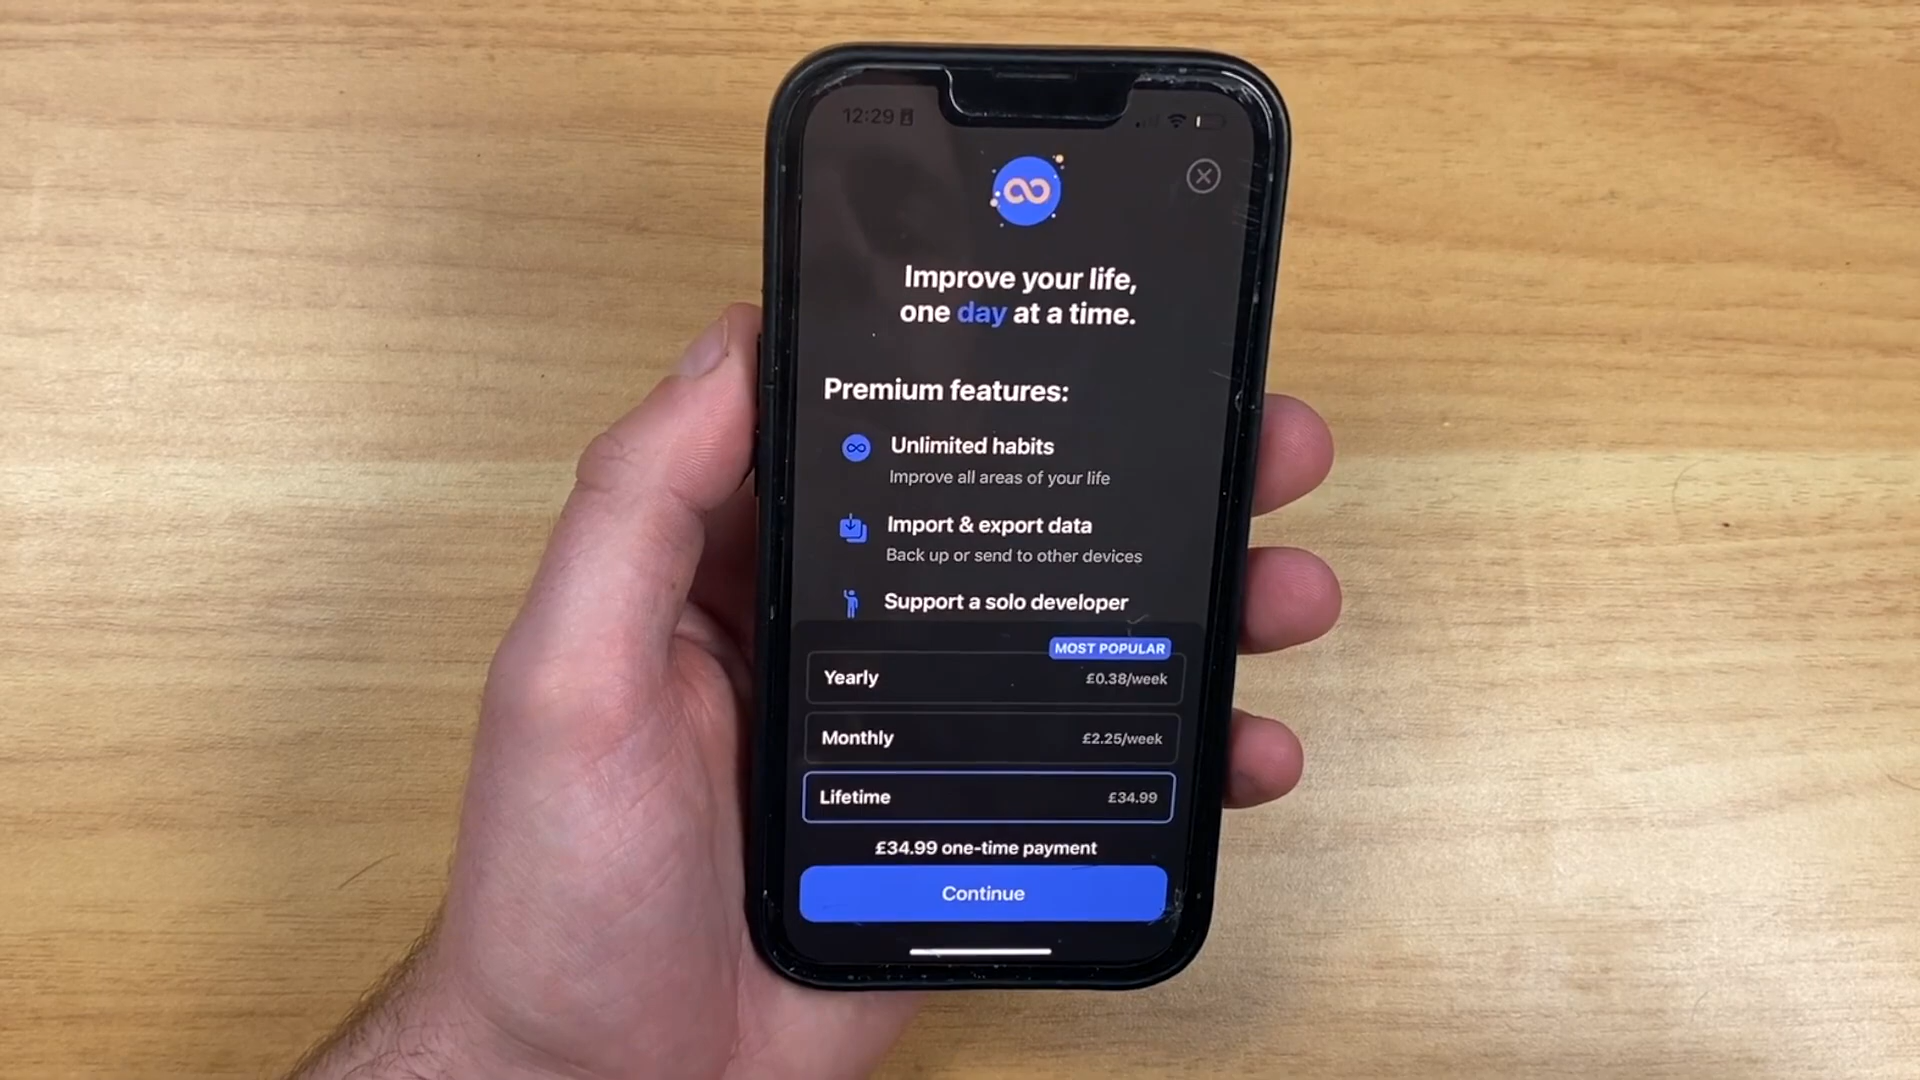 12:29
Improve your life,
one day at a time.
Premium features:
Unlimited habits
Improve all areas of your life
Import & export data
Back up or send to other devices
Support a solo developer
MOST POPULAR
Yearly £0.38/week
Monthly £2.25/week
Lifetime £34.99
£34.99 one-time payment
Continue